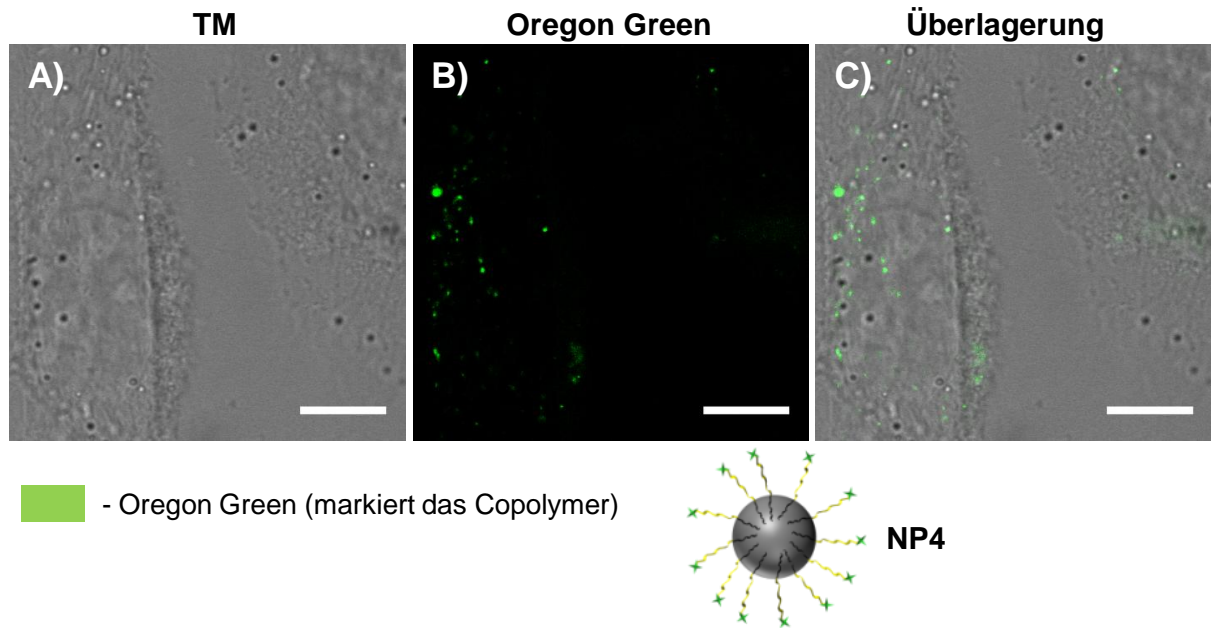 TM Oregon Green Überlagerung
A) B) C)
- Oregon Green (markiert das Copolymer)
NP4